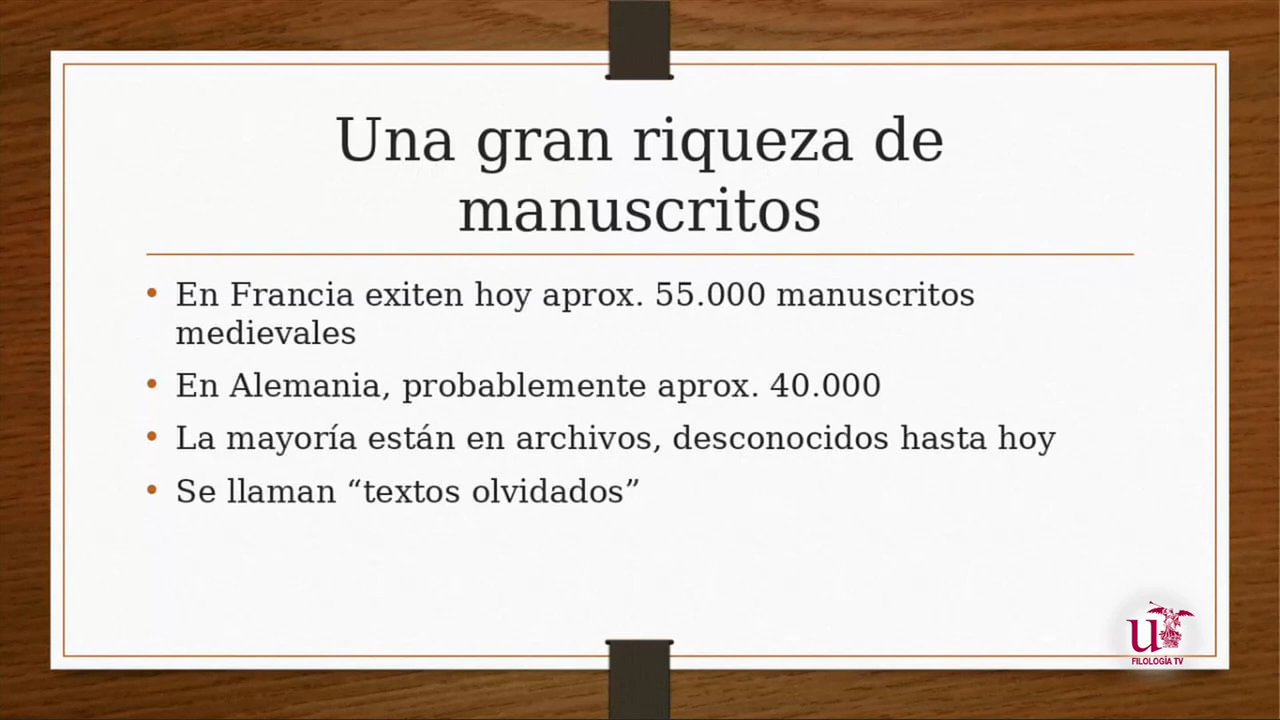 Una gran riqueza de
manuscritos
• En Francia exiten hoy aprox. 55.000 manuscritos
medievales
• En Alemania, probablemente aprox. 40.000
• La mayoría están en archivos, desconocidos hasta hoy
• Se llaman “textos olvidados”
u
FILOLOGÍA TV